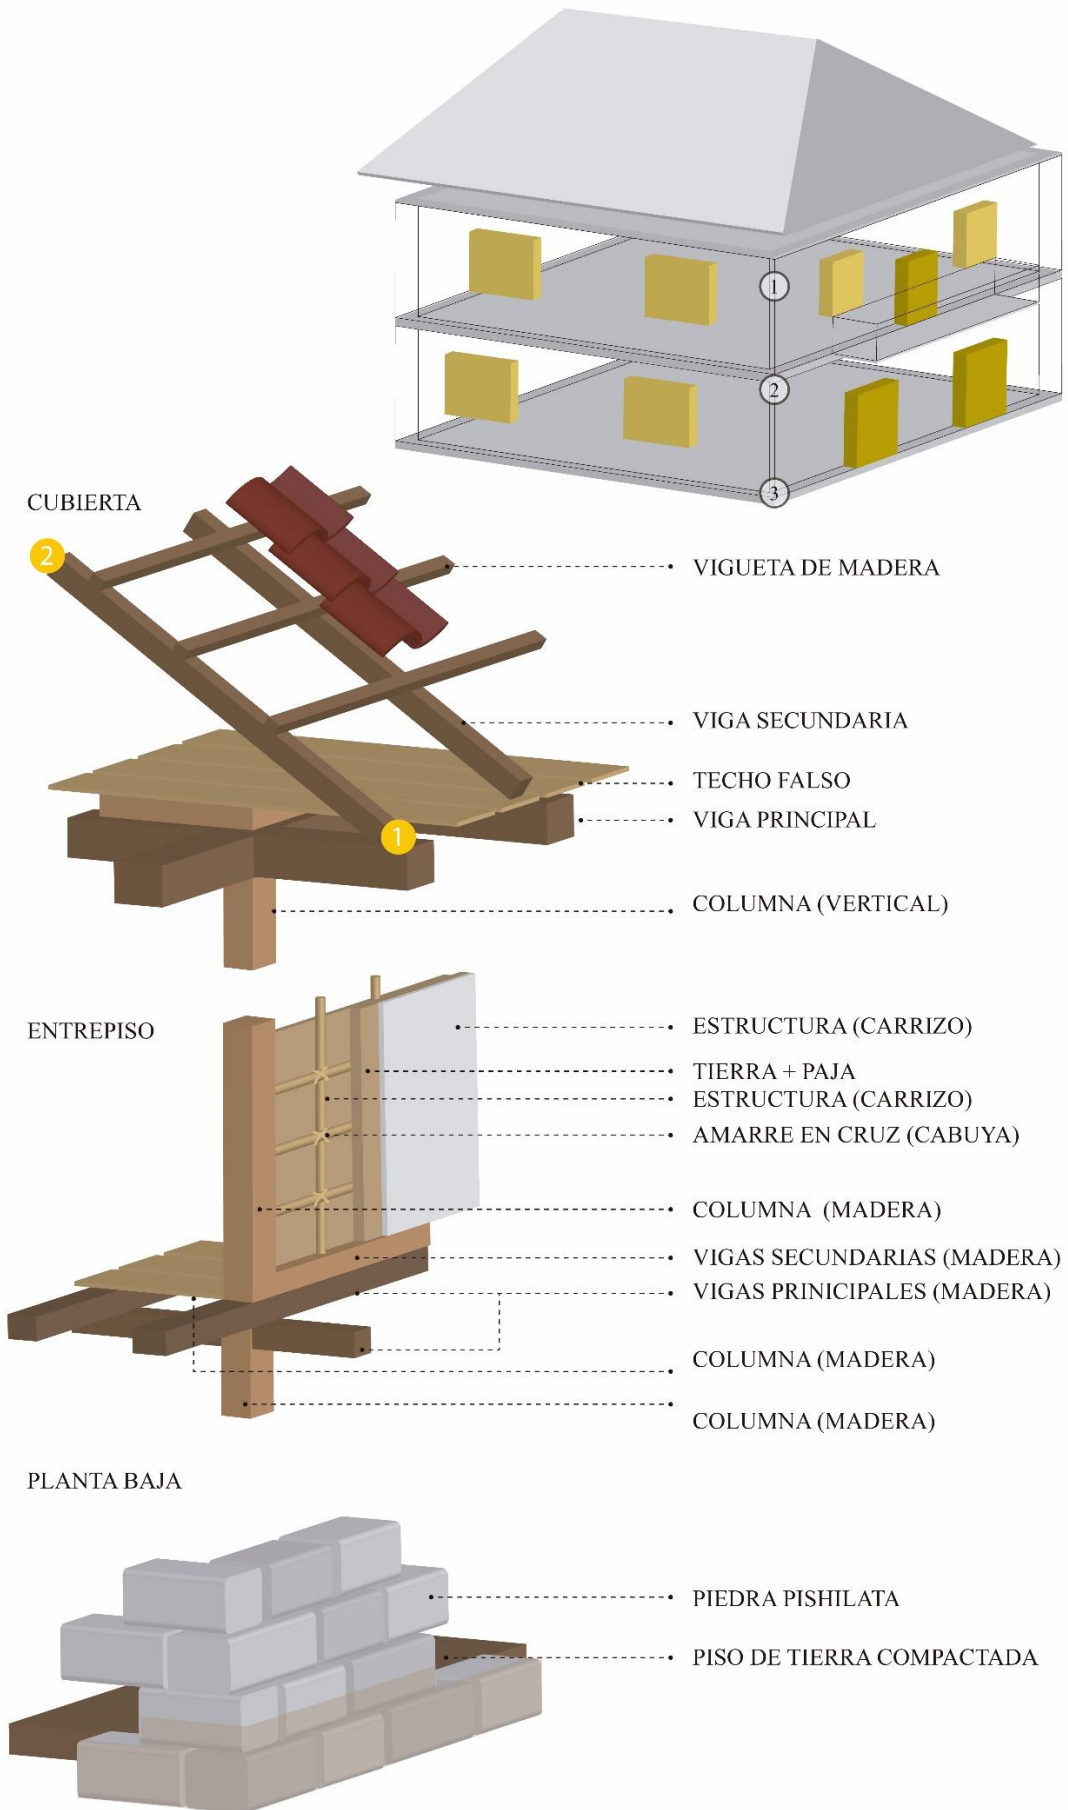 1
2
3
CUBIERTA
2
VIGUETA DE MADERA
VIGA SECUNDARIA
TECHO FALSO
VIGA PRINCIPAL
1
COLUMNA (VERTICAL)
ENTREPISO
ESTRUCTURA (CARRIZO)
TIERRA + PAJA
ESTRUCTURA (CARRIZO)
AMARRE EN CRUZ (CABUYA)
COLUMNA (MADERA)
VIGAS SECUNDARIAS (MADERA)
VIGAS PRINICIPALES (MADERA)
COLUMNA (MADERA)
COLUMNA (MADERA)
PLANTA BAJA
PIEDRA PISHILATA
PISO DE TIERRA COMPACTADA